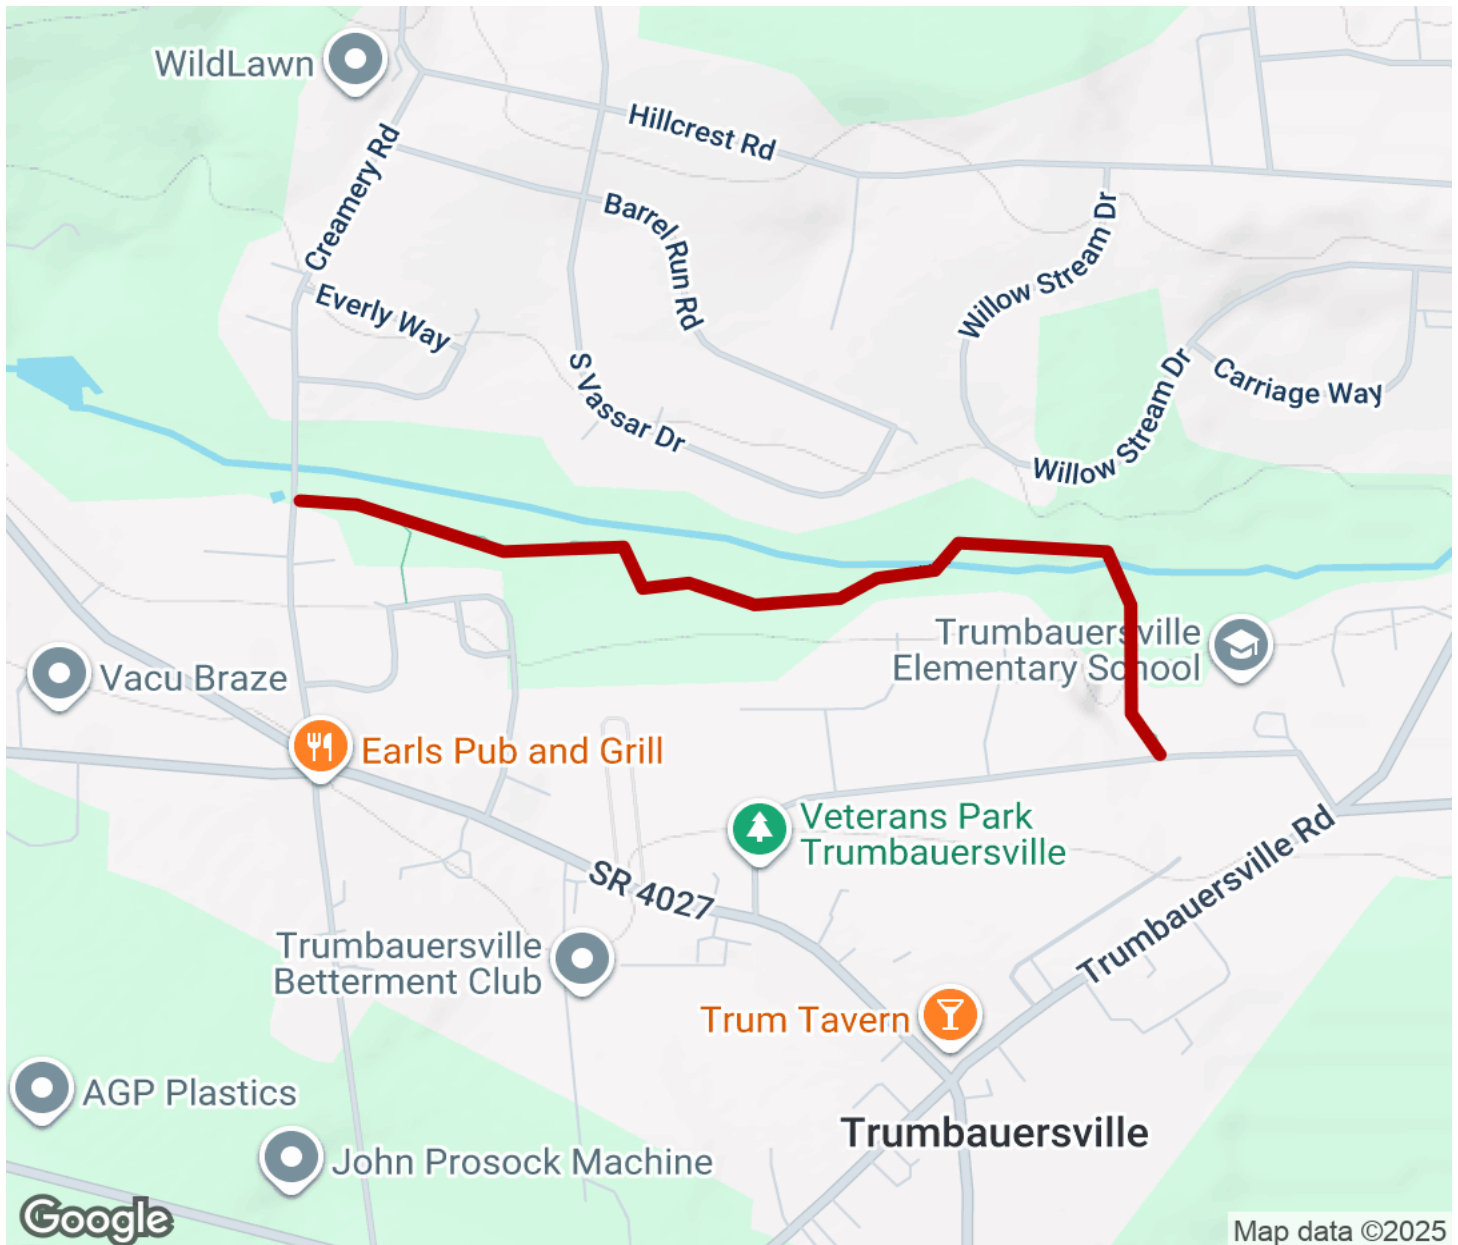 WildLawn
Hillcrest Rd
Creamery Rd
Barrel Run Rd
Willow Stream Dr
Everly Way
S Vassar Dr
Carriage Way
Willow Stream Dr
Trumbauersville
Elementary School
Vacu Braze
Earls Pub and Grill
Veterans Park
Trumbauersville
SR 4027
Trumbauersville Rd
Trumbauersville
Betterment Club
Trum Tavern
AGP Plastics
Trumbauersville
John Prosock Machine
Google
Map data ©2025